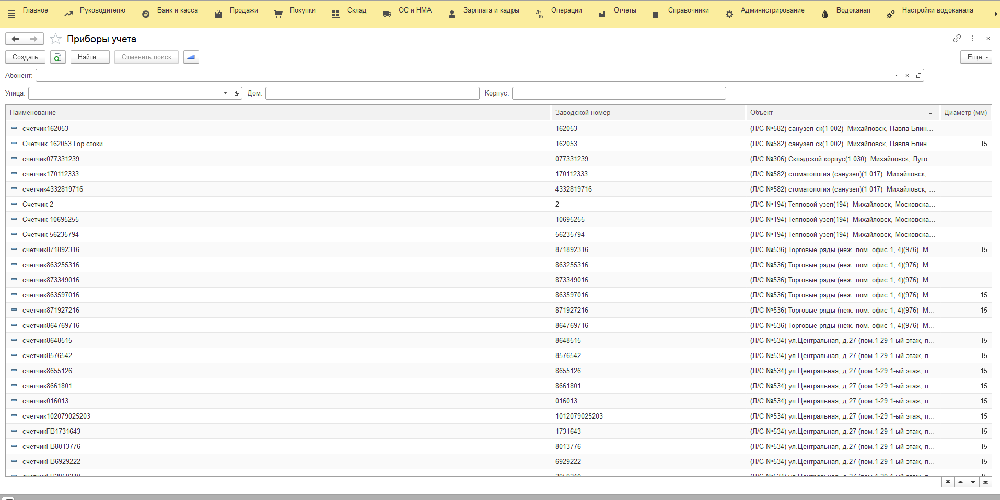 Главное Руководителю Банк и касса Продажи Покупки Склад ОС и НМА Зарплата и кадры Дт Кт Операции Отчеты Справочники Администрирование Водоканал Настройки водоканала
Приборы учета
Создать Найти... Отменить поиск Еще
Абонент:
Улица: Дом: Корпус:
Наименование Заводской номер Объект Диаметр (мм)
счетчик162053 162053 (Л/С №582) санузел ск(1 002) Михайловск, Павла Блин...
Счетчик 162053 Гор.стоки 162053 (Л/С №582) санузел ск(1 002) Михайловск, Павла Блин... 15
счетчик077331239 077331239 (Л/С №306) Складской корпус(1 030) Михайловск, Луго...
счетчик170112333 170112333 (Л/С №582) стоматология (санузел)(1 017) Михайловск, ...
счетчик4332819716 4332819716 (Л/С №582) стоматология (санузел)(1 017) Михайловск, ...
Счетчик 2 2 (Л/С №194) Тепловой узел(194) Михайловск, Московска...
Счетчик 10695255 10695255 (Л/С №194) Тепловой узел(194) Михайловск, Московска...
Счетчик 56235794 56235794 (Л/С №194) Тепловой узел(194) Михайловск, Московска...
счетчик871892316 871892316 (Л/С №536) Торговые ряды (неж. пом. офис 1, 4)(976) М... 15
счетчик863255316 863255316 (Л/С №536) Торговые ряды (неж. пом. офис 1, 4)(976) М...
счетчик873349016 873349016 (Л/С №536) Торговые ряды (неж. пом. офис 1, 4)(976) М...
счетчик863597016 863597016 (Л/С №536) Торговые ряды (неж. пом. офис 1, 4)(976) М... 15
счетчик871927216 871927216 (Л/С №536) Торговые ряды (неж. пом. офис 1, 4)(976) М... 15
счетчик864769716 864769716 (Л/С №536) Торговые ряды (неж. пом. офис 1, 4)(976) М...
счетчик8648515 8648515 (Л/С №534) ул.Центральная, д.27 (пом.1-29 1-ый этаж, п... 15
счетчик8576542 8576542 (Л/С №534) ул.Центральная, д.27 (пом.1-29 1-ый этаж, п... 15
счетчик8655126 8655126 (Л/С №534) ул.Центральная, д.27 (пом.1-29 1-ый этаж, п... 15
счетчик8661801 8661801 (Л/С №534) ул.Центральная, д.27 (пом.1-29 1-ый этаж, п... 15
счетчик016013 016013 (Л/С №534) ул.Центральная, д.27 (пом.1-29 1-ый этаж, п... 15
счетчик102079025203 1012079025203 (Л/С №534) ул.Центральная, д.27 (пом.1-29 1-ый этаж, п... 15
счетчикГВ1731643 1731643 (Л/С №534) ул.Центральная, д.27 (пом.1-29 1-ый этаж, п... 15
счетчикГВ8013776 8013776 (Л/С №534) ул.Центральная, д.27 (пом.1-29 1-ый этаж, п... 15
счетчикГВ6929222 6929222 (Л/С №534) ул.Центральная, д.27 (пом.1-29 1-ый этаж, п... 15